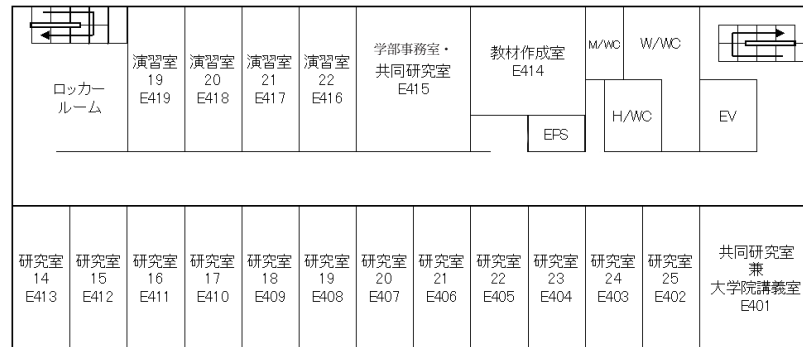 ロッカー
ルーム
演習室
19
E419
演習室
20
E418
演習室
21
E417
演習室
22
E416
学部事務室・
共同研究室
E415
教材作成室
E414
EPS
M/WC
W/WC
H/WC
EV
研究室
14
E413
研究室
15
E412
研究室
16
E411
研究室
17
E410
研究室
18
E409
研究室
19
E408
研究室
20
E407
研究室
21
E406
研究室
22
E405
研究室
23
E404
研究室
24
E403
研究室
25
E402
共同研究室
兼
大学院講義室
E401